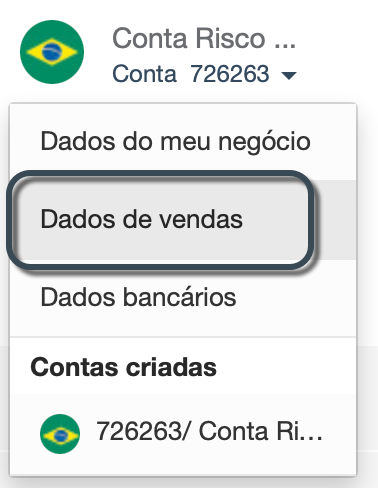 Conta Risco ...
Conta 726263
Dados do meu negócio
Dados de vendas
Dados bancários
Contas criadas
726263/ Conta Ri...